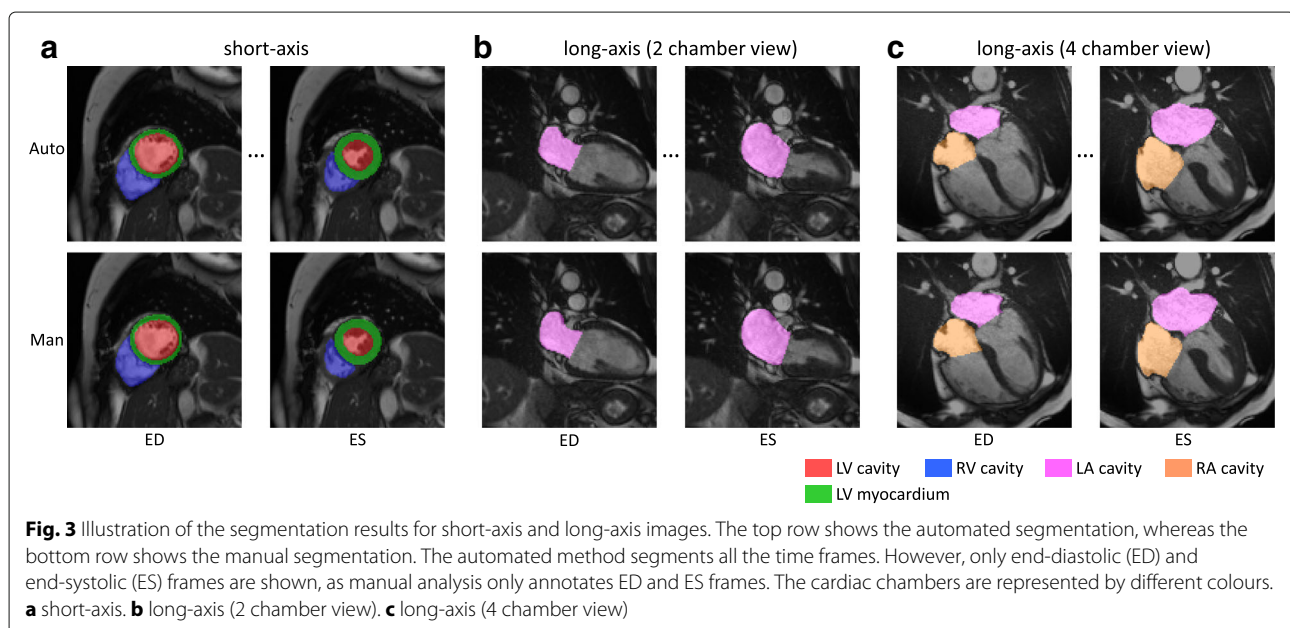 a short-axis
b long-axis (2 chamber view)
c long-axis (4 chamber view)
Auto
...
...
...
Man
ED
ES
ED
ES
ED
ES
LV cavity
RV cavity
LA cavity
RA cavity
LV myocardium
Fig. 3 Illustration of the segmentation results for short-axis and long-axis images. The top row shows the automated segmentation, whereas the
bottom row shows the manual segmentation. The automated method segments all the time frames. However, only end-diastolic (ED) and
end-systolic (ES) frames are shown, as manual analysis only annotates ED and ES frames. The cardiac chambers are represented by different colours.
a short-axis. b long-axis (2 chamber view). c long-axis (4 chamber view)